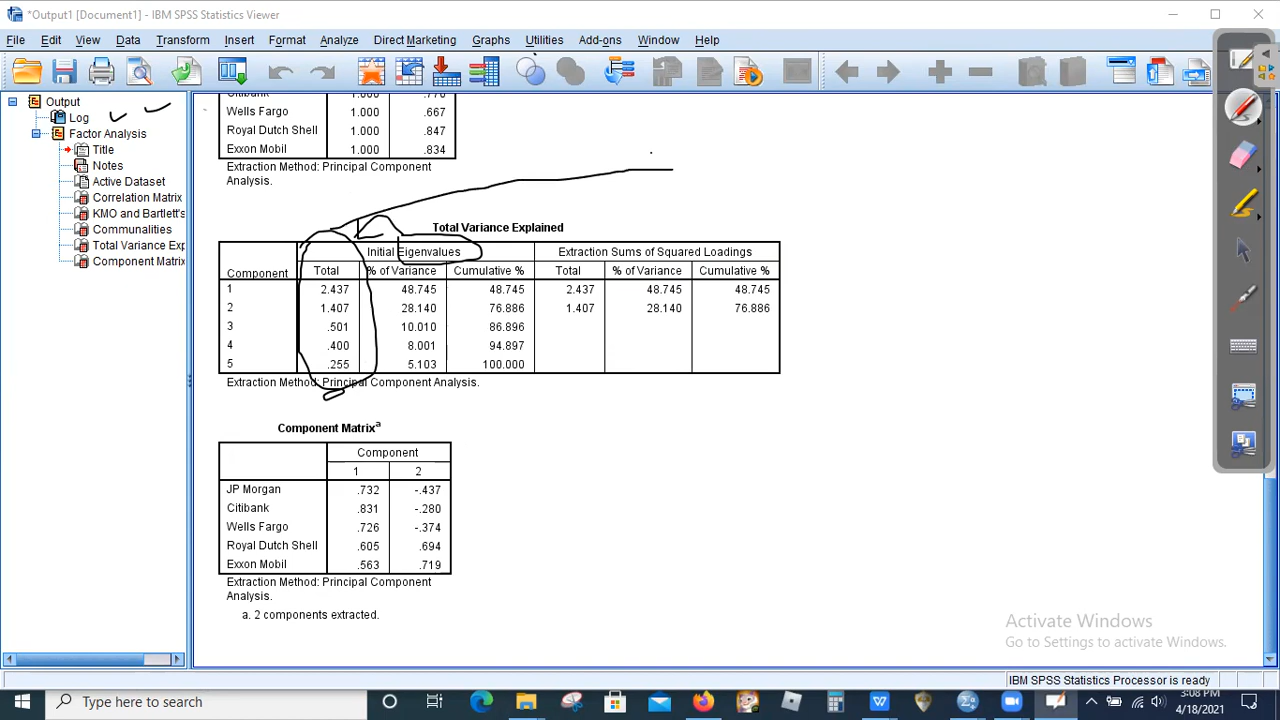 *Output1 [Document1] - IBM SPSS Statistics Viewer
File Edit View Data Transform Insert Format Analyze Direct Marketing Graphs Utilities Add-ons Window Help
Output
Log
Factor Analysis
Title
Notes
Active Dataset
Correlation Matrix
KMO and Bartlett's
Communalities
Total Variance Exp
Component Matrix
Wells Fargo 1.000 .667
Royal Dutch Shell 1.000 .847
Exxon Mobil 1.000 .834
Extraction Method: Principal Component
Analysis.
Total Variance Explained
Initial Eigenvalues Extraction Sums of Squared Loadings
Component Total % of Variance Cumulative % Total % of Variance Cumulative %
1 2.437 48.745 48.745 2.437 48.745 48.745
2 1.407 28.140 76.886 1.407 28.140 76.886
3 .501 10.010 86.896
4 .400 8.001 94.897
5 .255 5.103 100.000
Extraction Method: Principal Component Analysis.
Component Matrixa
Component
1 2
JP Morgan .732 -.437
Citibank .831 -.280
Wells Fargo .726 -.374
Royal Dutch Shell .605 .694
Exxon Mobil .563 .719
Extraction Method: Principal Component
Analysis.
a. 2 components extracted.
Activate Windows
Go to Settings to activate Windows.
IBM SPSS Statistics Processor is ready
Type here to search
3:08 PM
4/18/2021